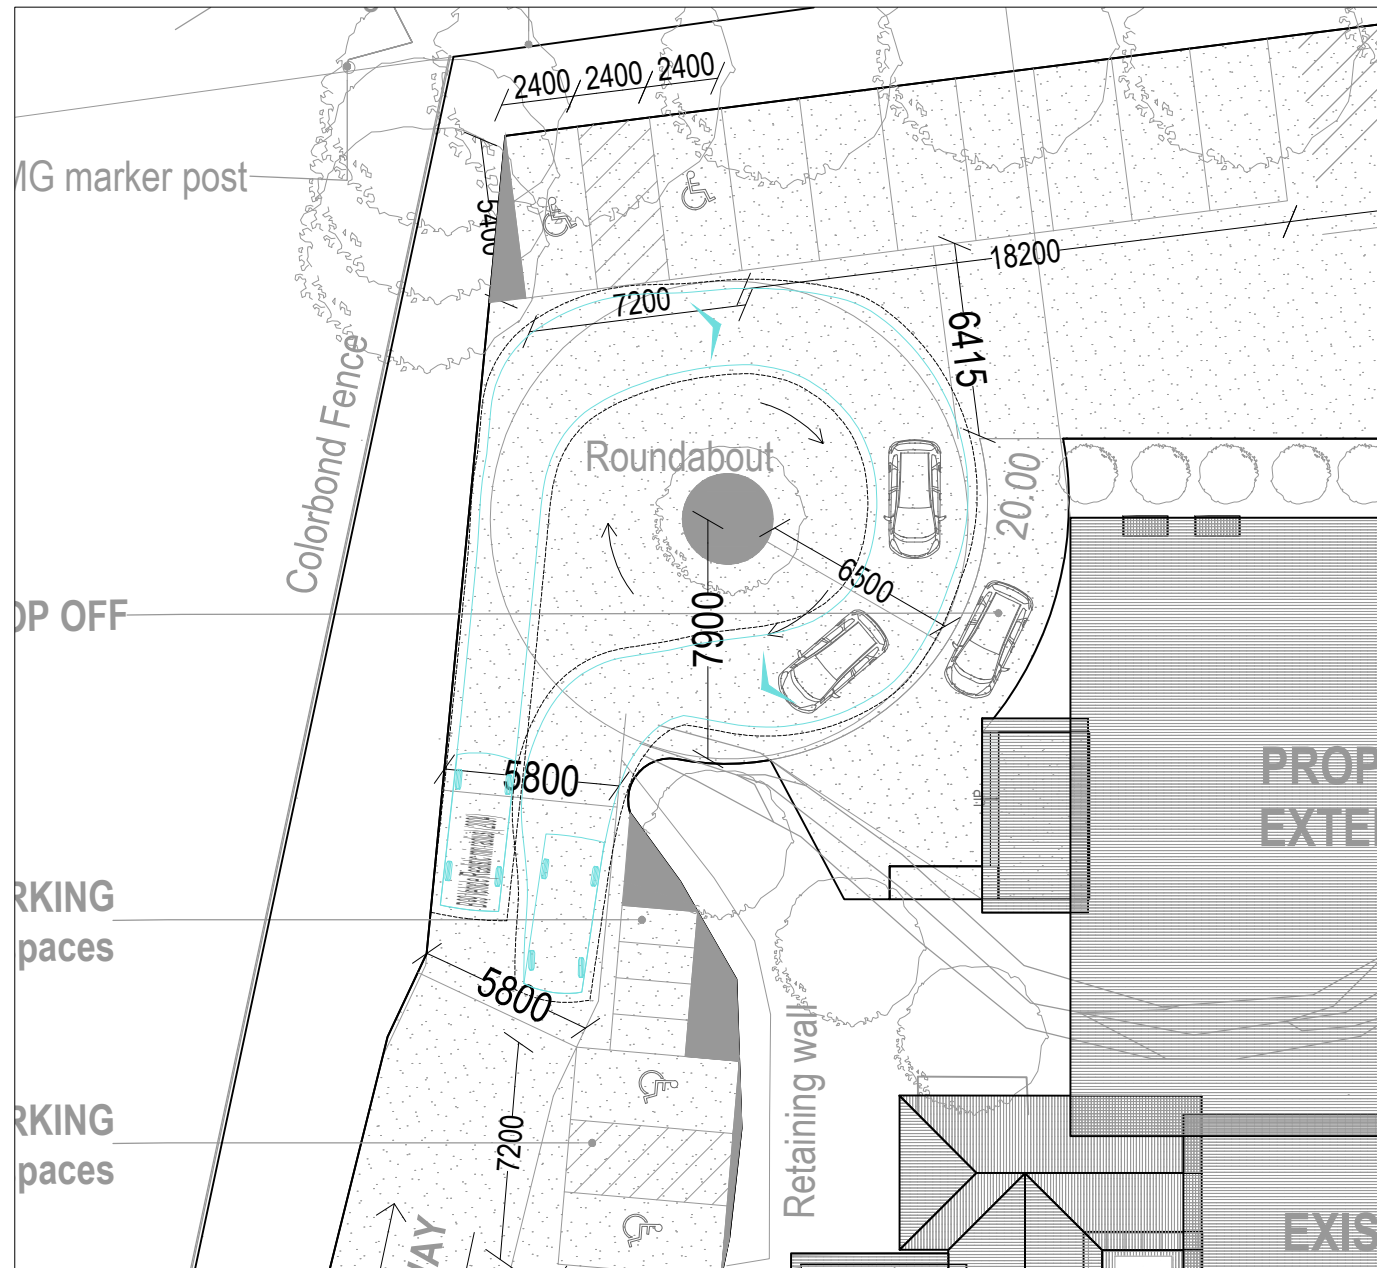 2400
2400
2400
MG marker post
5400
18200
7200
6415
Colorbond Fence
Roundabout
20.00
6500
7900
OP OFF
5800
PROP
EXTE
RKING
paces
5800
Retaining wall
7200
RKING
paces
WAY
EXIS